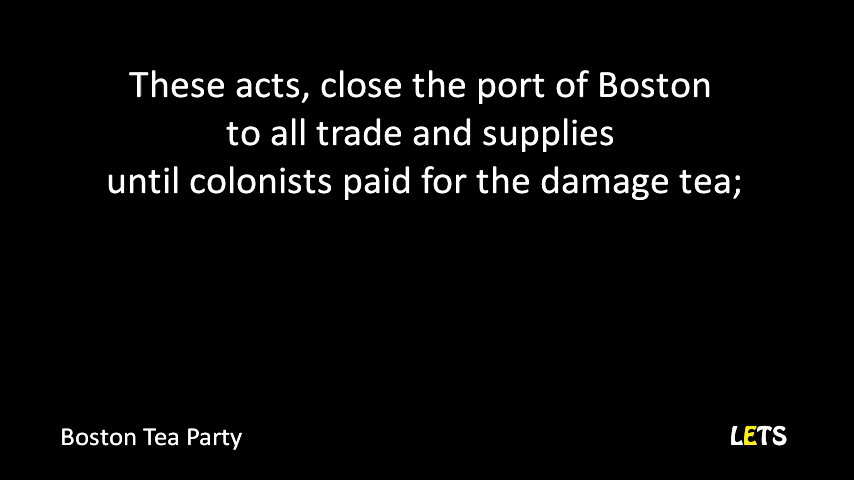 These acts, close the port of Boston
to all trade and supplies
until colonists paid for the damage tea;
Boston Tea Party
LETS